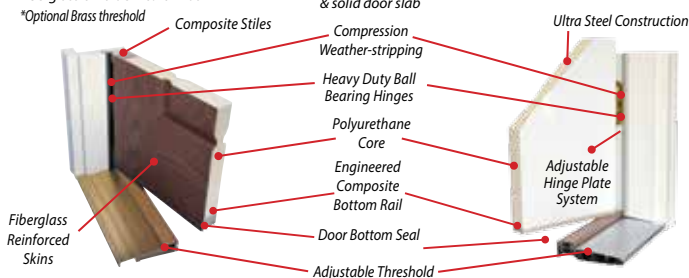 *Optional Brass threshold
& solid door slab
Composite Stiles
Ultra Steel Construction
Compression
Weather-stripping
Heavy Duty Ball
Bearing Hinges
Polyurethane
Core
Adjustable
Hinge Plate
System
Engineered
Composite
Bottom Rail
Fiberglass
Reinforced
Skins
Door Bottom Seal
Adjustable Threshold